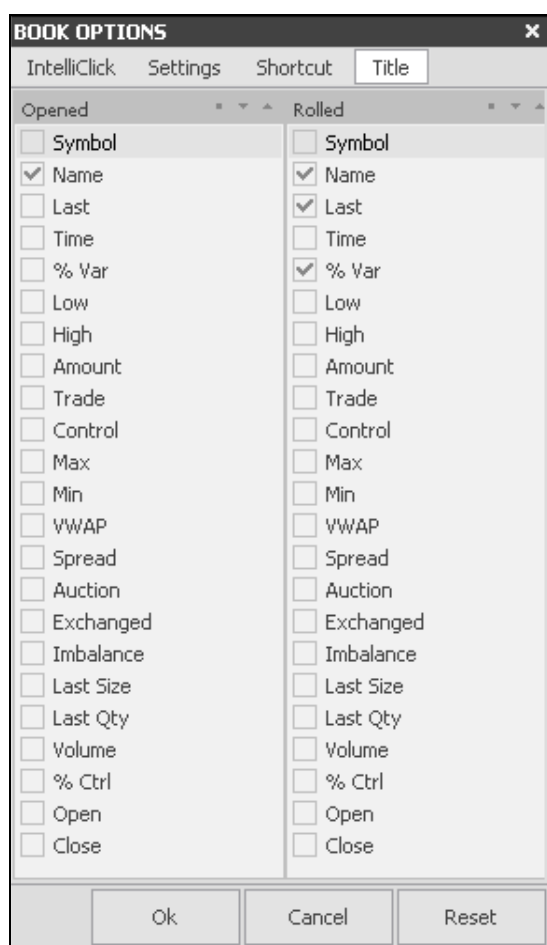 BOOK OPTIONS
IntelliClick Settings Shortcut Title
Opened Rolled
Symbol Symbol
Name Name
Last Last
Time Time
% Var % Var
Low Low
High High
Amount Amount
Trade Trade
Control Control
Max Max
Min Min
VWAP VWAP
Spread Spread
Auction Auction
Exchanged Exchanged
Imbalance Imbalance
Last Size Last Size
Last Qty Last Qty
Volume Volume
% Ctrl % Ctrl
Open Open
Close Close
Ok Cancel Reset